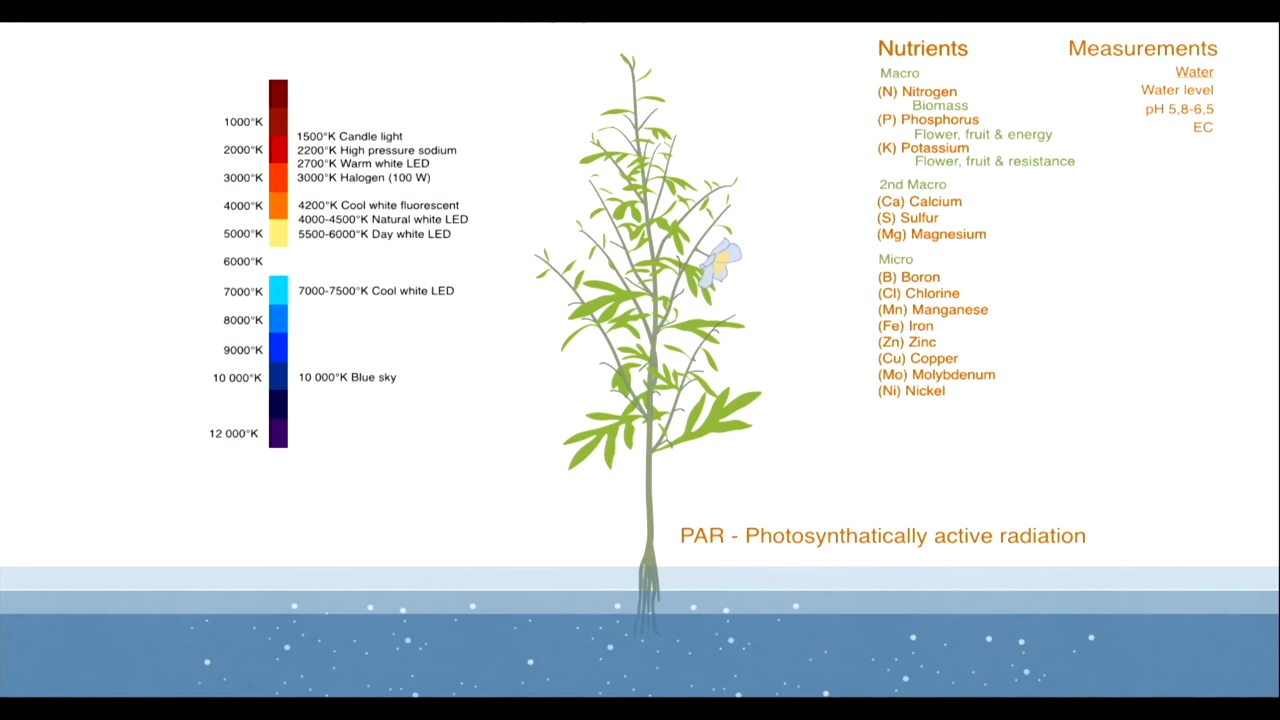 1000°K
2000°K
3000°K
4000°K
5000°K
6000°K
7000°K
8000°K
9000°K
10 000°K
12 000°K
1500°K Candle light
2200°K High pressure sodium
2700°K Warm white LED
3000°K Halogen (100 W)
4200°K Cool white fluorescent
4000-4500°K Natural white LED
5500-6000°K Day white LED
7000-7500°K Cool white LED
10 000°K Blue sky
Nutrients
Macro
(N) Nitrogen
Biomass
(P) Phosphorus
Flower, fruit & energy
(K) Potassium
Flower, fruit & resistance
2nd Macro
(Ca) Calcium
(S) Sulfur
(Mg) Magnesium
Micro
(B) Boron
(Cl) Chlorine
(Mn) Manganese
(Fe) Iron
(Zn) Zinc
(Cu) Copper
(Mo) Molybdenum
(Ni) Nickel
Measurements
Water
Water level
pH 5,8-6,5
EC
PAR - Photosynthatically active radiation